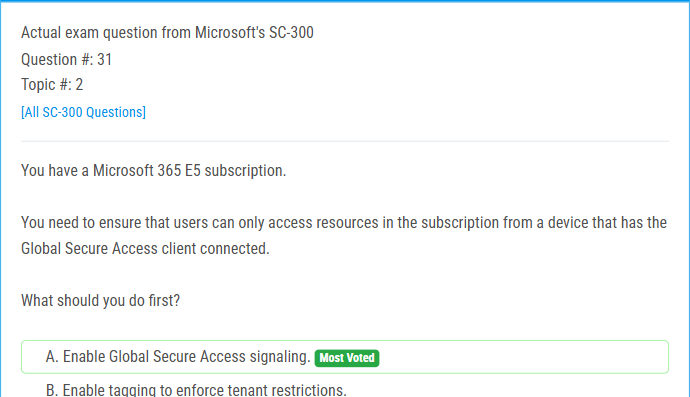 Actual exam question from Microsoft's SC-300
Question #: 31
Topic #: 2
[All SC-300 Questions]
You have a Microsoft 365 E5 subscription.
You need to ensure that users can only access resources in the subscription from a device that has the
Global Secure Access client connected.
What should you do first?
A. Enable Global Secure Access signaling. Most Voted
B. Enable tagging to enforce tenant restrictions.